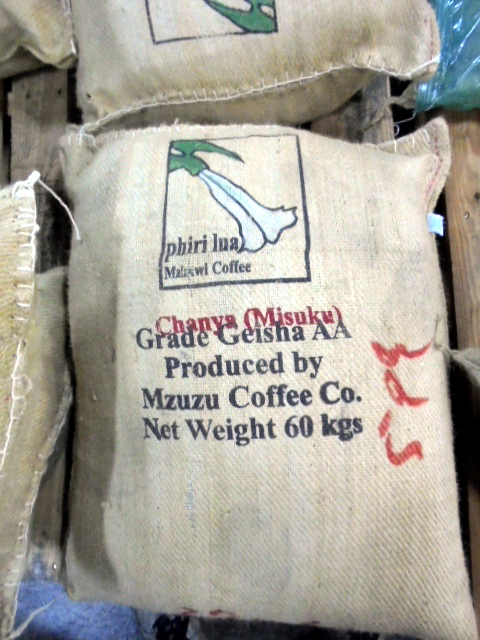 phiri lua
Malawi Coffee
Chanya (Misuku)
Grade Geisha AA
Produced by
Mzuzu Coffee Co.
Net Weight 60 kgs